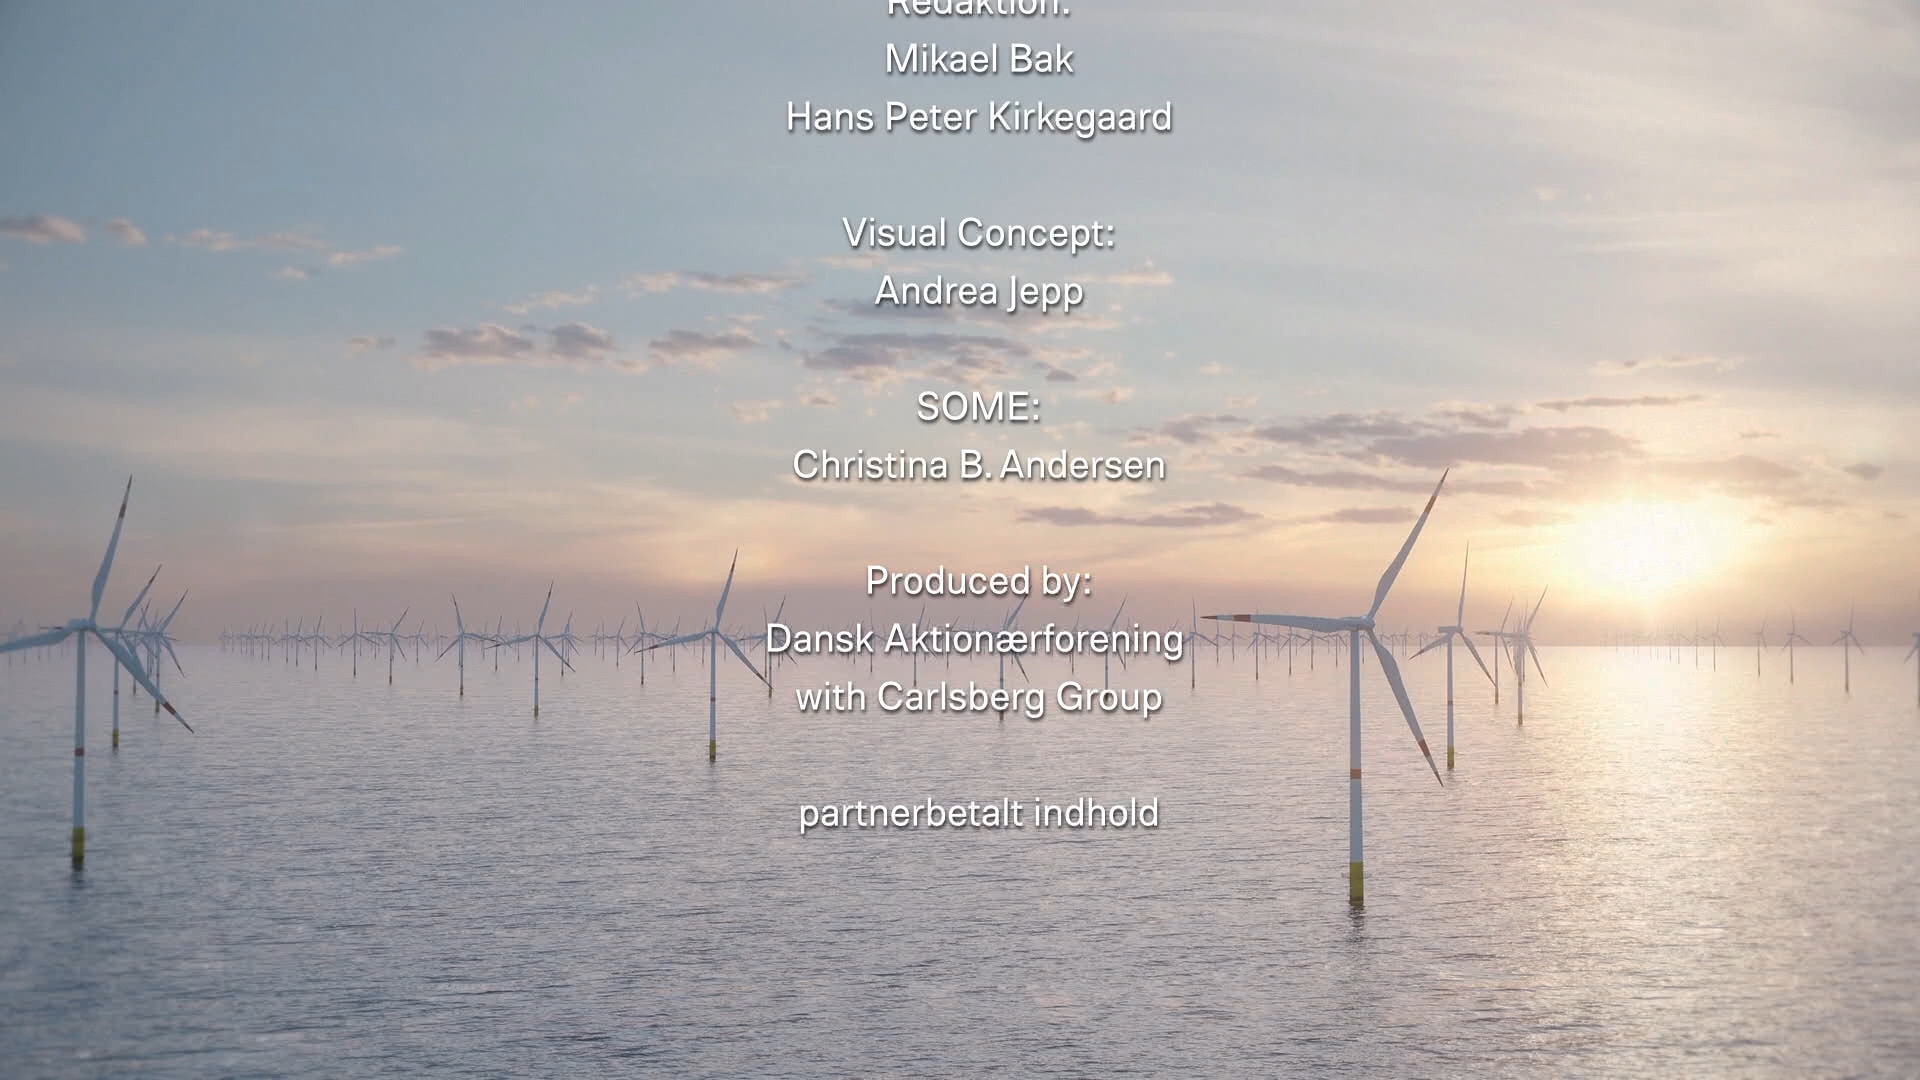 Redaktion:
Mikael Bak
Hans Peter Kirkegaard
Visual Concept:
Andrea Jepp
SOME:
Christina B. Andersen
Produced by:
Dansk Aktionærforening
with Carlsberg Group
partnerbetalt indhold